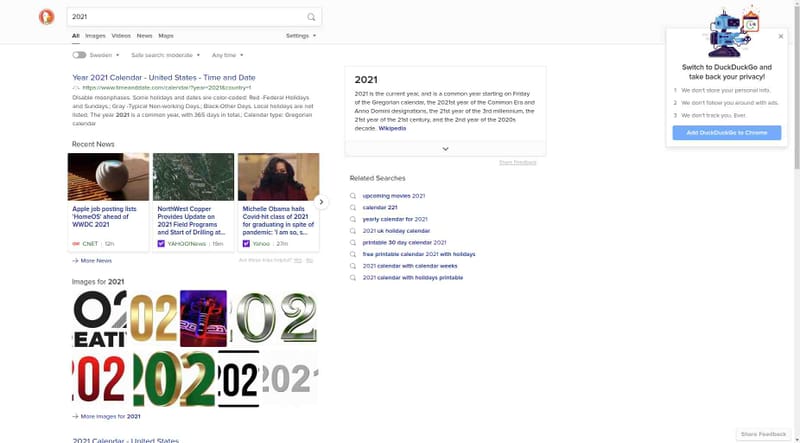 2021
All Images Videos News Maps Settings
Sweden Safe search: moderate Any time
Year 2021 Calendar - United States - Time and Date
https://www.timeanddate.com/calendar/?year=2021&country=1
Disable moonphases. Some holidays and dates are color-coded: Red -Federal Holidays
and Sundays.; Gray -Typical Non-working Days.; Black-Other Days. Local holidays are not
listed. The year 2021 is a common year, with 365 days in total.; Calendar type: Gregorian
calendar
Recent News
Apple job posting lists
'HomeOS' ahead of
WWDC 2021
CNET | 12h
NorthWest Copper
Provides Update on
2021 Field Programs
and Start of Drilling at...
YAHOO!News | 19m
Michelle Obama hails
Covid-hit class of 2021
for graduating in spite of
pandemic: 'I am so, s...
Yahoo | 27m
More News
Are these links helpful? Yes No
Images for 2021
202
EATIV
202
2021
202
202
202
2021
More Images for 2021
2021 Calendar - United States
2021
2021 is the current year, and is a common year starting on Friday
of the Gregorian calendar, the 2021st year of the Common Era and
Anno Domini designations, the 21st year of the 3rd millennium, the
21st year of the 21st century, and the 2nd year of the 2020s
decade. Wikipedia
Share Feedback
Related Searches
upcoming movies 2021
calendar 221
yearly calendar for 2021
2021 uk holiday calendar
printable 30 day calendar 2021
free printable calendar 2021 with holidays
2021 calendar with calendar weeks
2021 calendar with holidays printable
Switch to DuckDuckGo and
take back your privacy!
1 We don't store your personal info.
2 We don't follow you around with ads.
3 We don't track you. Ever.
Add DuckDuckGo to Chrome
Share Feedback